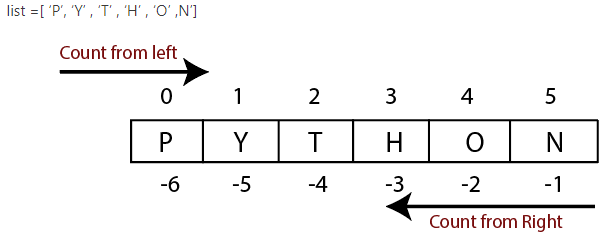 list =[ ‘P’, ‘Y’ , ‘T’ , ‘H’ , ‘O’ ,N’]
Count from left
0 1 2 3 4 5
P Y T H O N
-6 -5 -4 -3 -2 -1
Count from Right